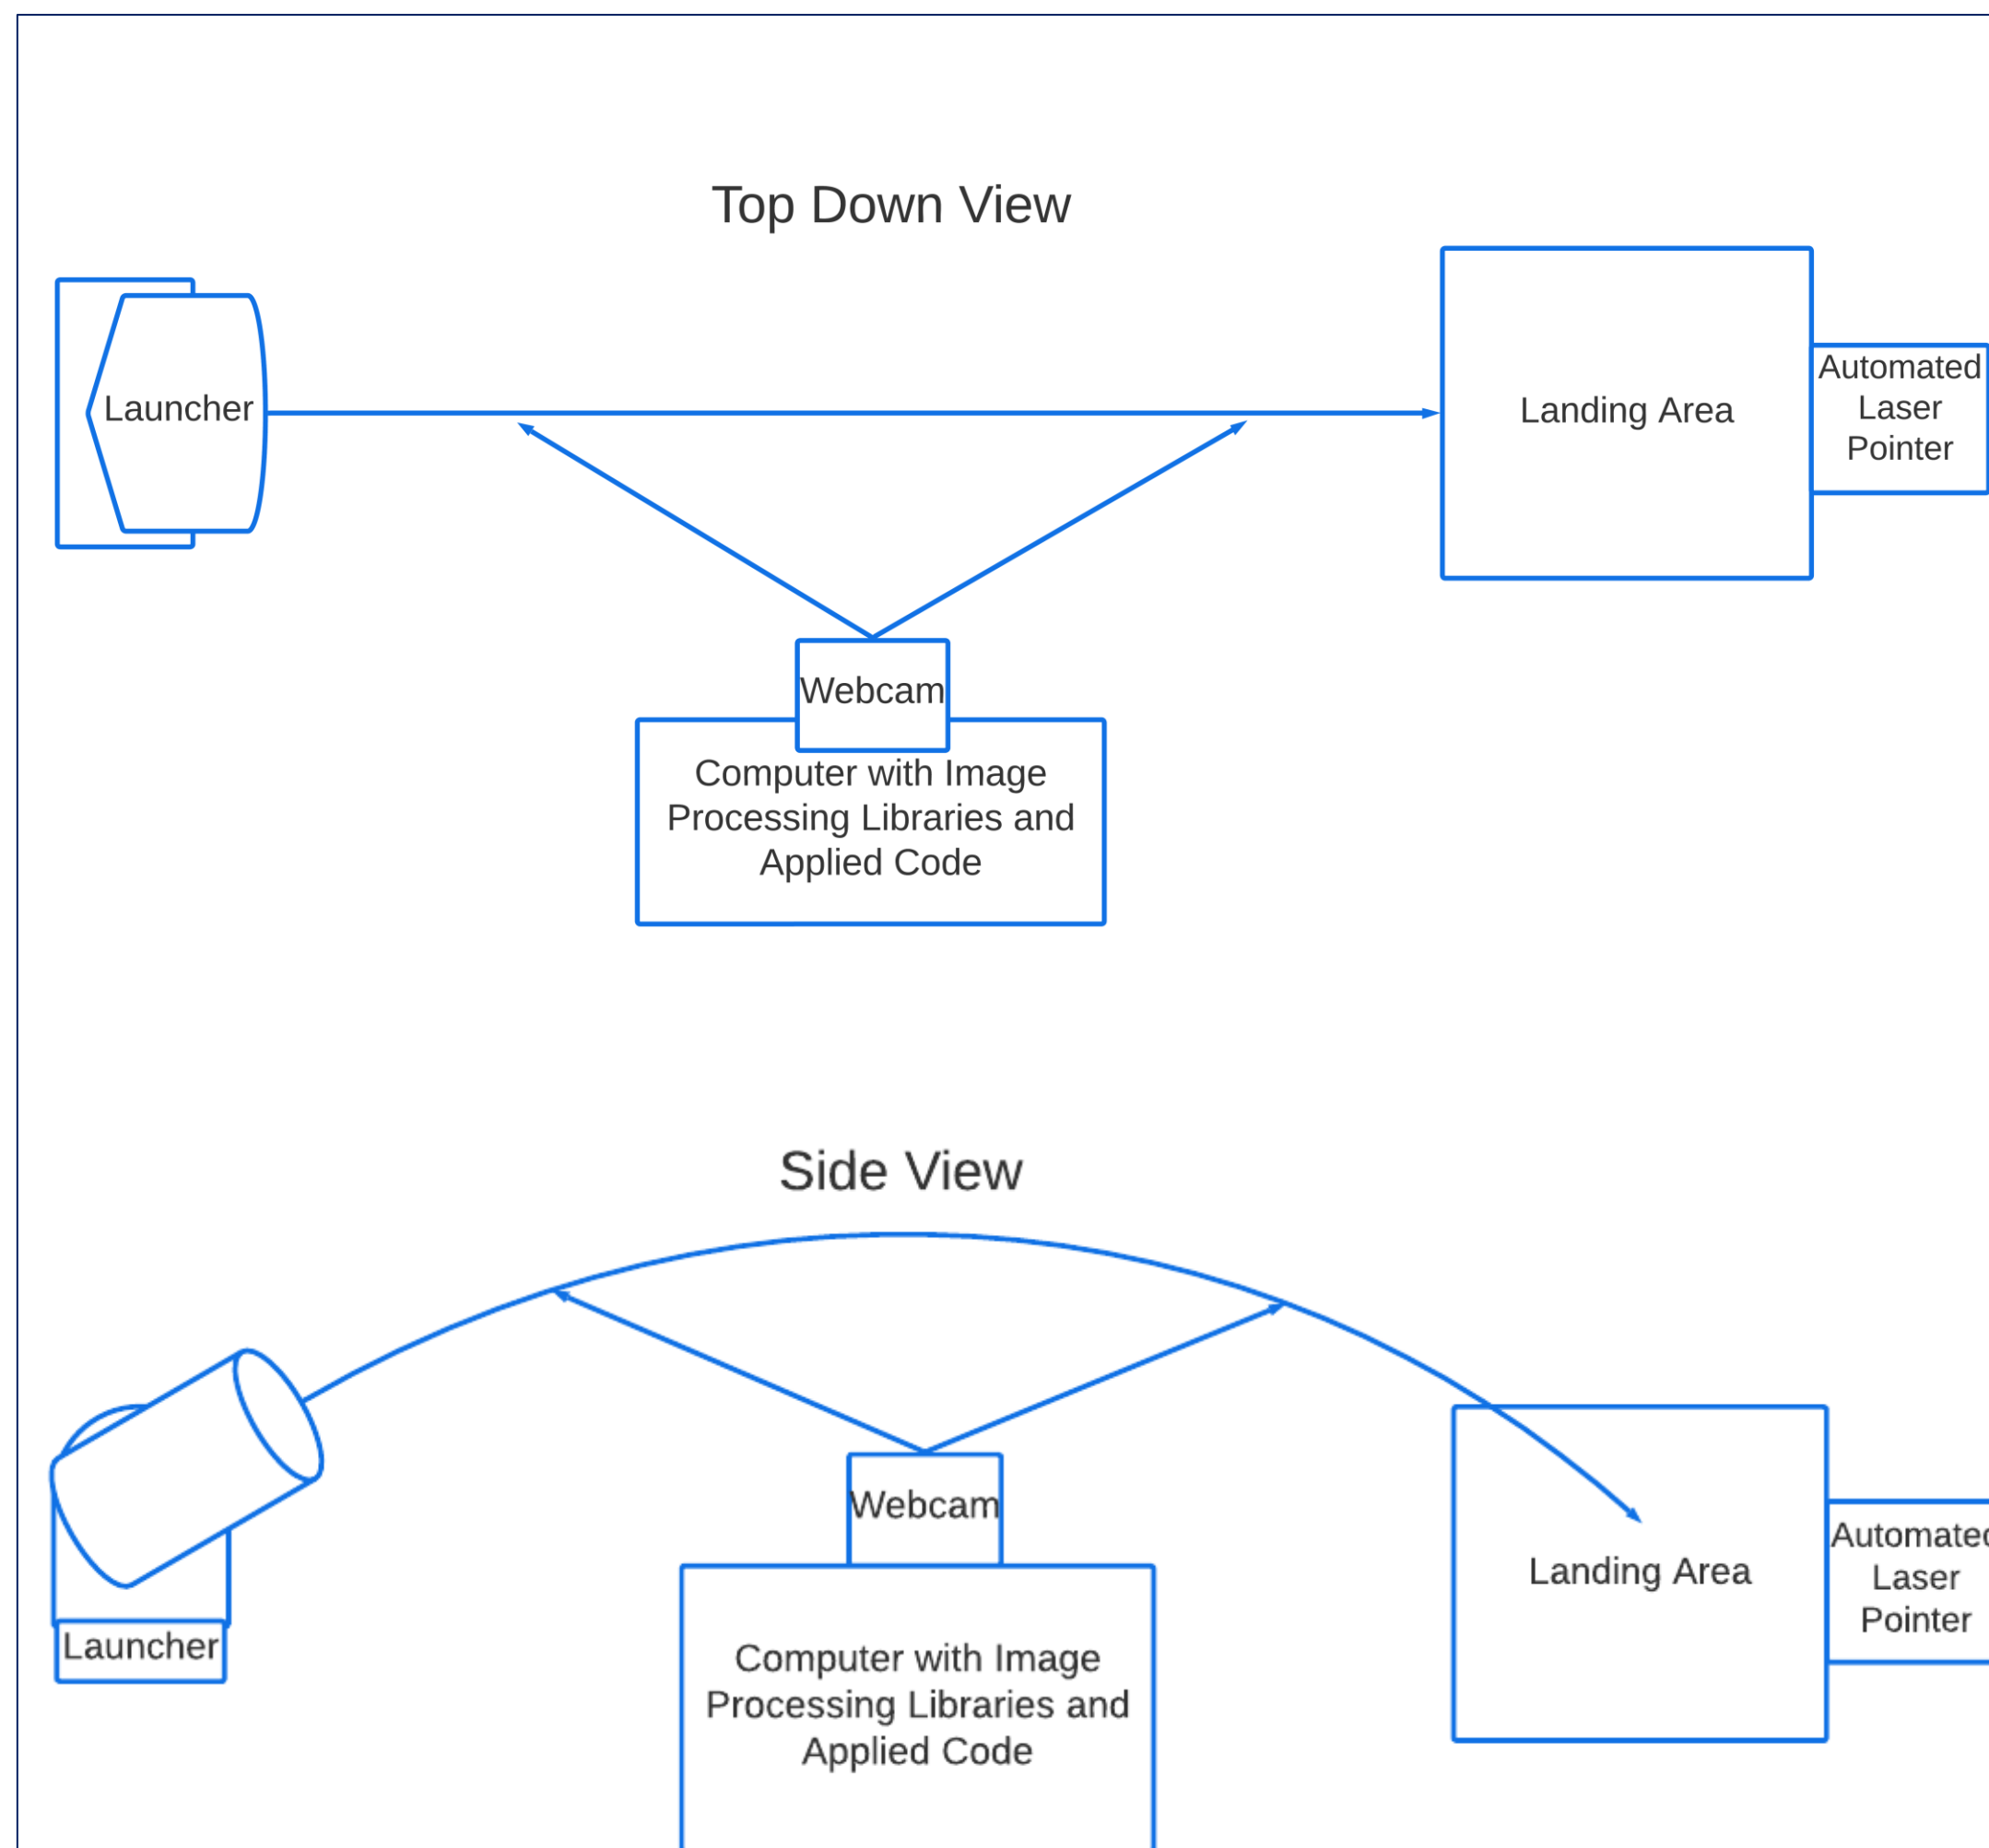 Top Down View
Launcher
Landing Area
Automated
Laser
Pointer
Webcam
Computer with Image
Processing Libraries and
Applied Code
Side View
Launcher
Webcam
Computer with Image
Processing Libraries and
Applied Code
Landing Area
Automated
Laser
Pointer